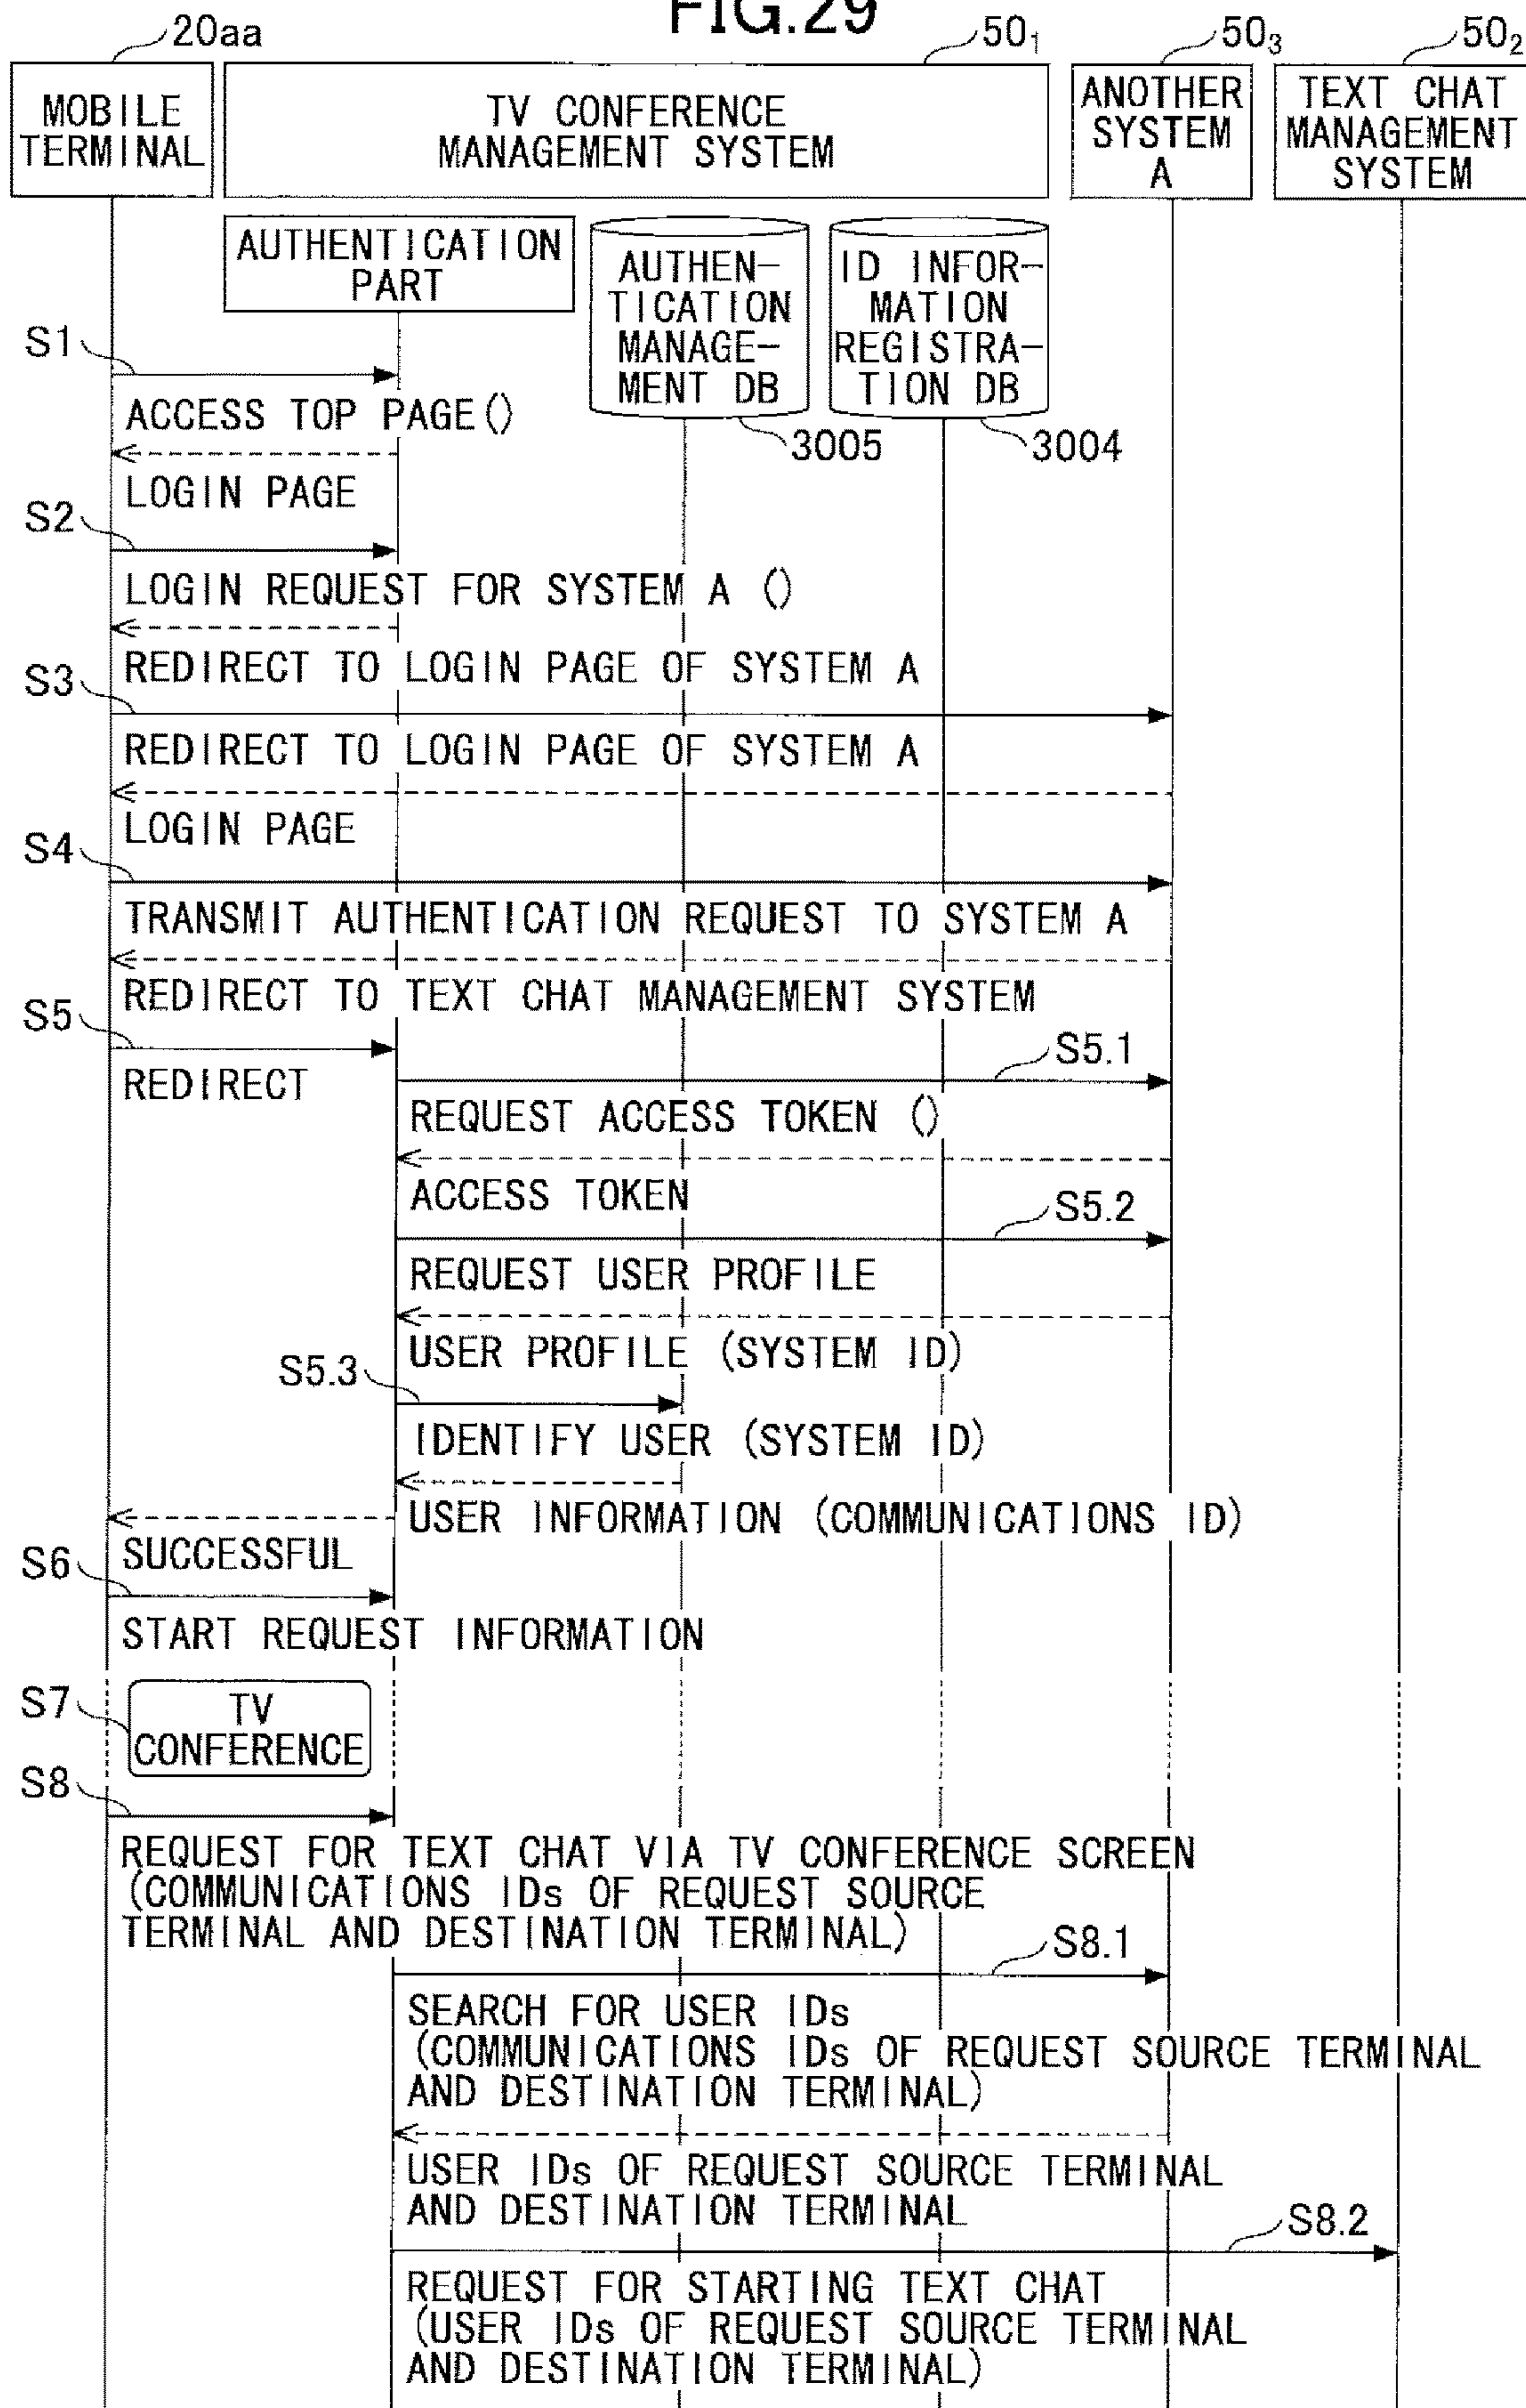 FIG.29
20aa
50₁
50₃
50₂
MOBILE
TERMINAL
TV CONFERENCE
MANAGEMENT SYSTEM
ANOTHER
SYSTEM
A
TEXT CHAT
MANAGEMENT
SYSTEM
AUTHENTICATION
PART
AUTHEN-
TICATION
MANAGE-
MENT DB
3005
ID INFOR-
MATION
REGISTRA-
TION DB
3004
S1
ACCESS TOP PAGE()
LOGIN PAGE
S2
LOGIN REQUEST FOR SYSTEM A ()
REDIRECT TO LOGIN PAGE OF SYSTEM A
S3
REDIRECT TO LOGIN PAGE OF SYSTEM A
LOGIN PAGE
S4
TRANSMIT AUTHENTICATION REQUEST TO SYSTEM A
REDIRECT TO TEXT CHAT MANAGEMENT SYSTEM
S5
REDIRECT
S5.1
REQUEST ACCESS TOKEN ()
ACCESS TOKEN
S5.2
REQUEST USER PROFILE
USER PROFILE (SYSTEM ID)
S5.3
IDENTIFY USER (SYSTEM ID)
USER INFORMATION (COMMUNICATIONS ID)
SUCCESSFUL
S6
START REQUEST INFORMATION
S7
TV
CONFERENCE
S8
REQUEST FOR TEXT CHAT VIA TV CONFERENCE SCREEN
(COMMUNICATIONS IDs OF REQUEST SOURCE
TERMINAL AND DESTINATION TERMINAL)
S8.1
SEARCH FOR USER IDs
(COMMUNICATIONS IDs OF REQUEST SOURCE TERMINAL
AND DESTINATION TERMINAL)
USER IDs OF REQUEST SOURCE TERMINAL
AND DESTINATION TERMINAL
S8.2
REQUEST FOR STARTING TEXT CHAT
(USER IDs OF REQUEST SOURCE TERMINAL
AND DESTINATION TERMINAL)